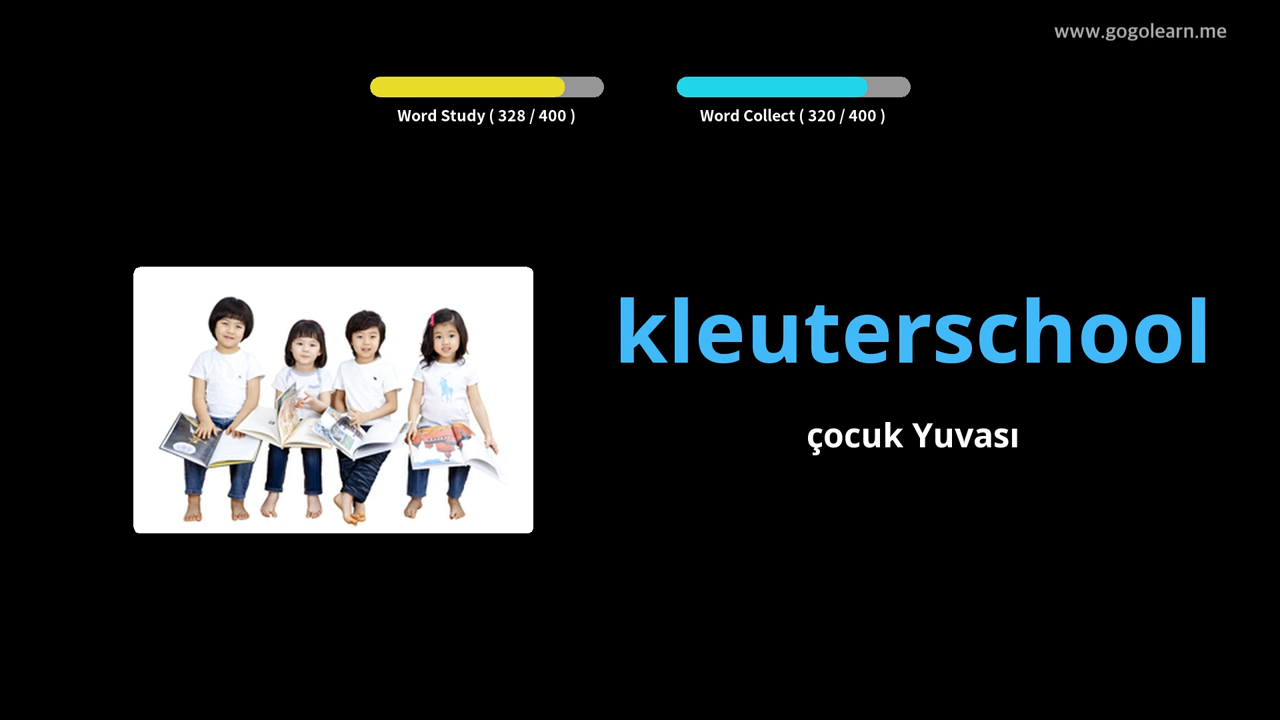 www.gogolearn.me
Word Study ( 328 / 400 )
Word Collect ( 320 / 400 )
kleuterschool
çocuk Yuvası